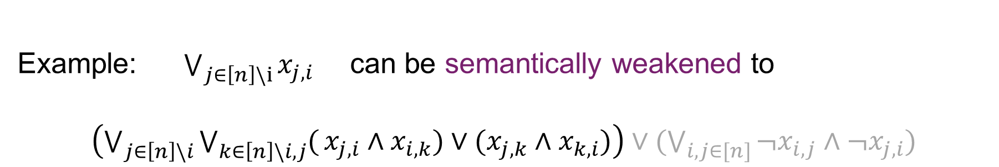 Example: ⋁_{j∈[n]\i} x_{j,i} can be semantically weakened to
(⋁_{j∈[n]\i} ⋁_{k∈[n]\i,j} (x_{j,i} ∧ x_{i,k}) ∨ (x_{j,k} ∧ x_{k,i})) ∨ (⋁_{i,j∈[n]} ¬x_{i,j} ∧ ¬x_{j,i})